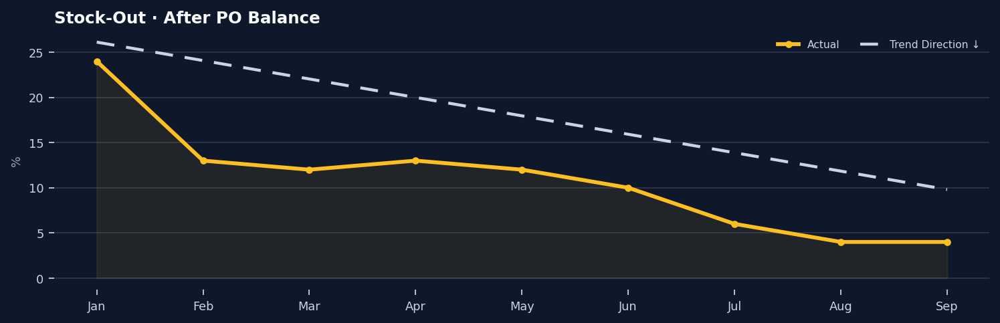 Stock-Out · After PO Balance
Actual
Trend Direction ↓
25
20
15
10
5
0
%
Jan
Feb
Mar
Apr
May
Jun
Jul
Aug
Sep